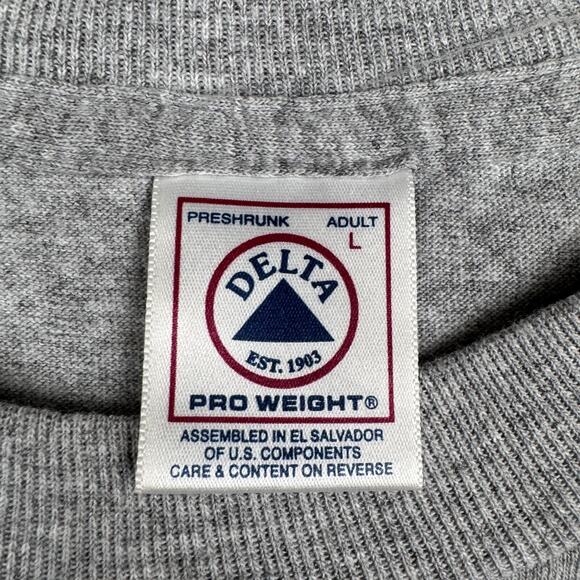 PRESHRUNK ADULT
L
DELTA
EST. 1903
PRO WEIGHT®
ASSEMBLED IN EL SALVADOR
OF U.S. COMPONENTS
CARE & CONTENT ON REVERSE